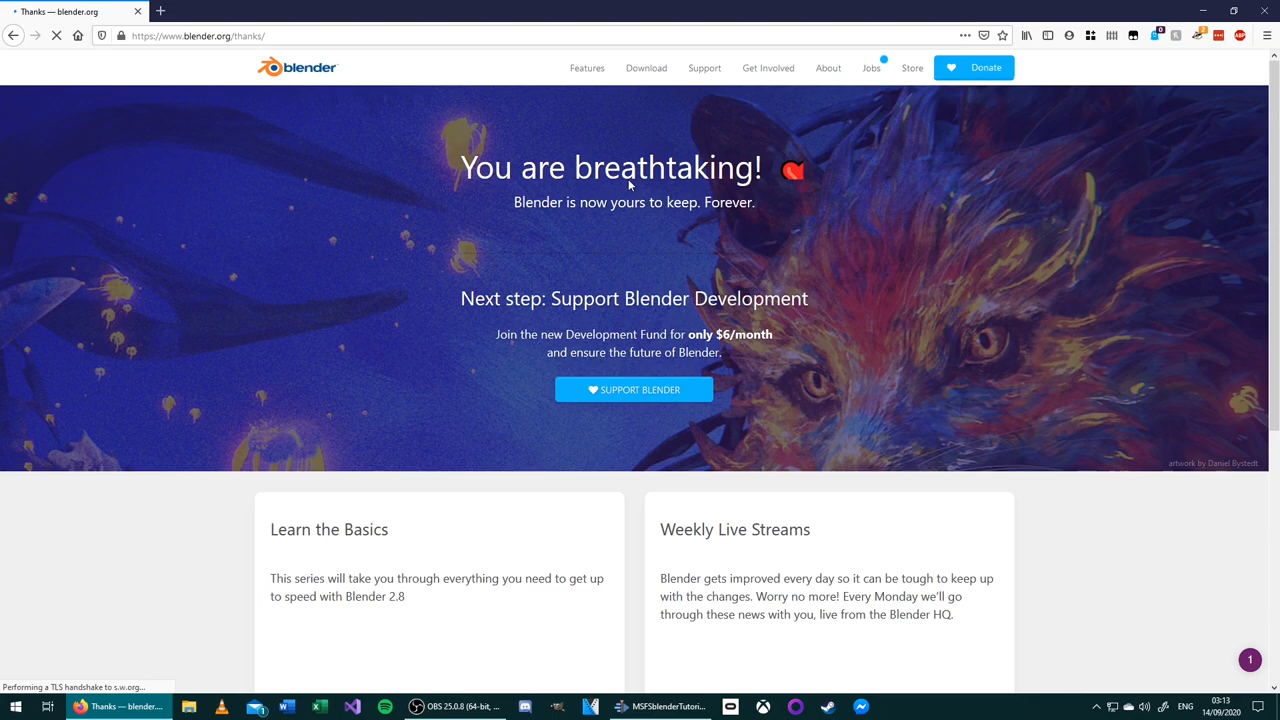 Thanks — blender.org
https://www.blender.org/thanks/
0
2
ABP
blender
Features
Download
Support
Get Involved
About
Jobs
Store
Donate
You are breathtaking!
Blender is now yours to keep. Forever.
Next step: Support Blender Development
Join the new Development Fund for only $6/month
and ensure the future of Blender.
SUPPORT BLENDER
artwork by Daniel Bystedt
Learn the Basics
This series will take you through everything you need to get up
to speed with Blender 2.8
Weekly Live Streams
Blender gets improved every day so it can be tough to keep up
with the changes. Worry no more! Every Monday we'll go
through these news with you, live from the Blender HQ.
1
Performing a TLS handshake to s.w.org...
Thanks — blender....
OBS 25.0.8 (64-bit, ...
MSFSblenderTutori...
ENG
03:13
14/09/2020